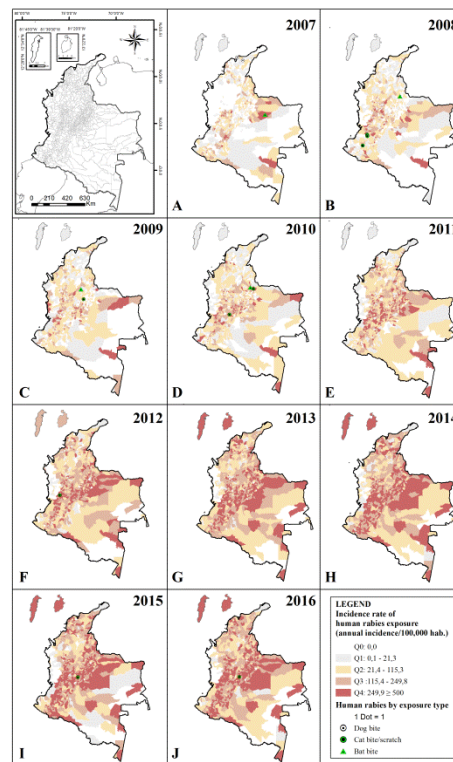 2007
2008
0 210 420 630
Km
A
B
2009
2010
2011
C
D
E
2012
2013
2014
F
G
H
2015
2016
LEGEND
Incidence rate of
human rabies exposure
(annual incidence/100,000 hab.)
Q0: 0,0
Q1: 0,1 - 21,3
Q2: 21,4 - 115,3
Q3 :115,4 - 249,8
Q4: 249,9 ≥ 500
Human rabies by exposure type
1 Dot = 1
Dog bite
Cat bite/scratch
Bat bite
I
J